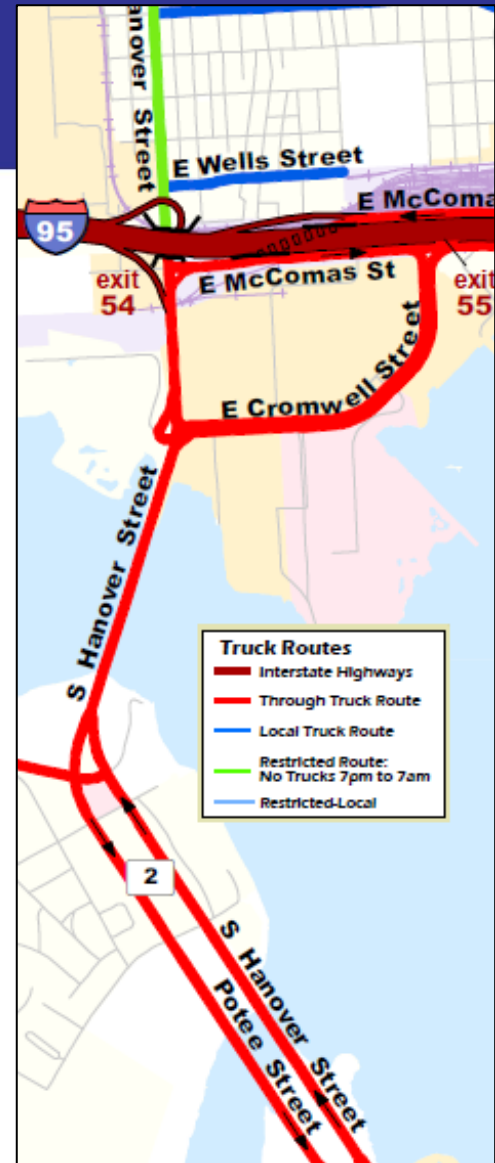 anover Street
E Wells Street
E McComa
95
exit
54
E McComas St
exit
55
E Cromwell Street
S Hanover Street
Truck Routes
Interstate Highways
Through Truck Route
Local Truck Route
Restricted Route:
No Trucks 7pm to 7am
Restricted-Local
2
S Hanover Street
Potee Street